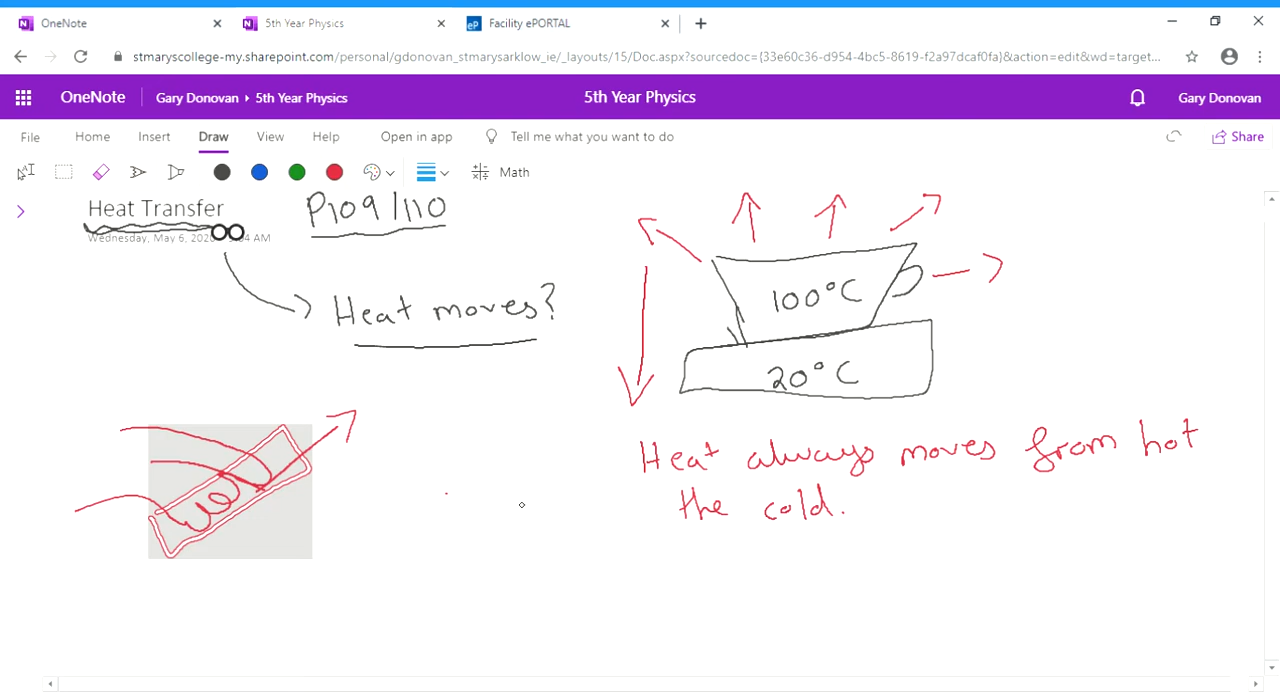 OneNote
5th Year Physics
Facility ePORTAL
stmaryscollege-my.sharepoint.com/personal/gdonovan_stmarysarklow_ie/_layouts/15/Doc.aspx?sourcedoc={33e60c36-d954-4bc5-8619-f2a97dcaf0fa}&action=edit&wd=target...
OneNote
Gary Donovan › 5th Year Physics
5th Year Physics
Gary Donovan
File
Home
Insert
Draw
View
Help
Open in app
Tell me what you want to do
Share
Math
Heat Transfer
P109/110
Wednesday, May 6, 2020
AM
Heat moves?
100°C
20°C
Heat always moves from hot
the cold.